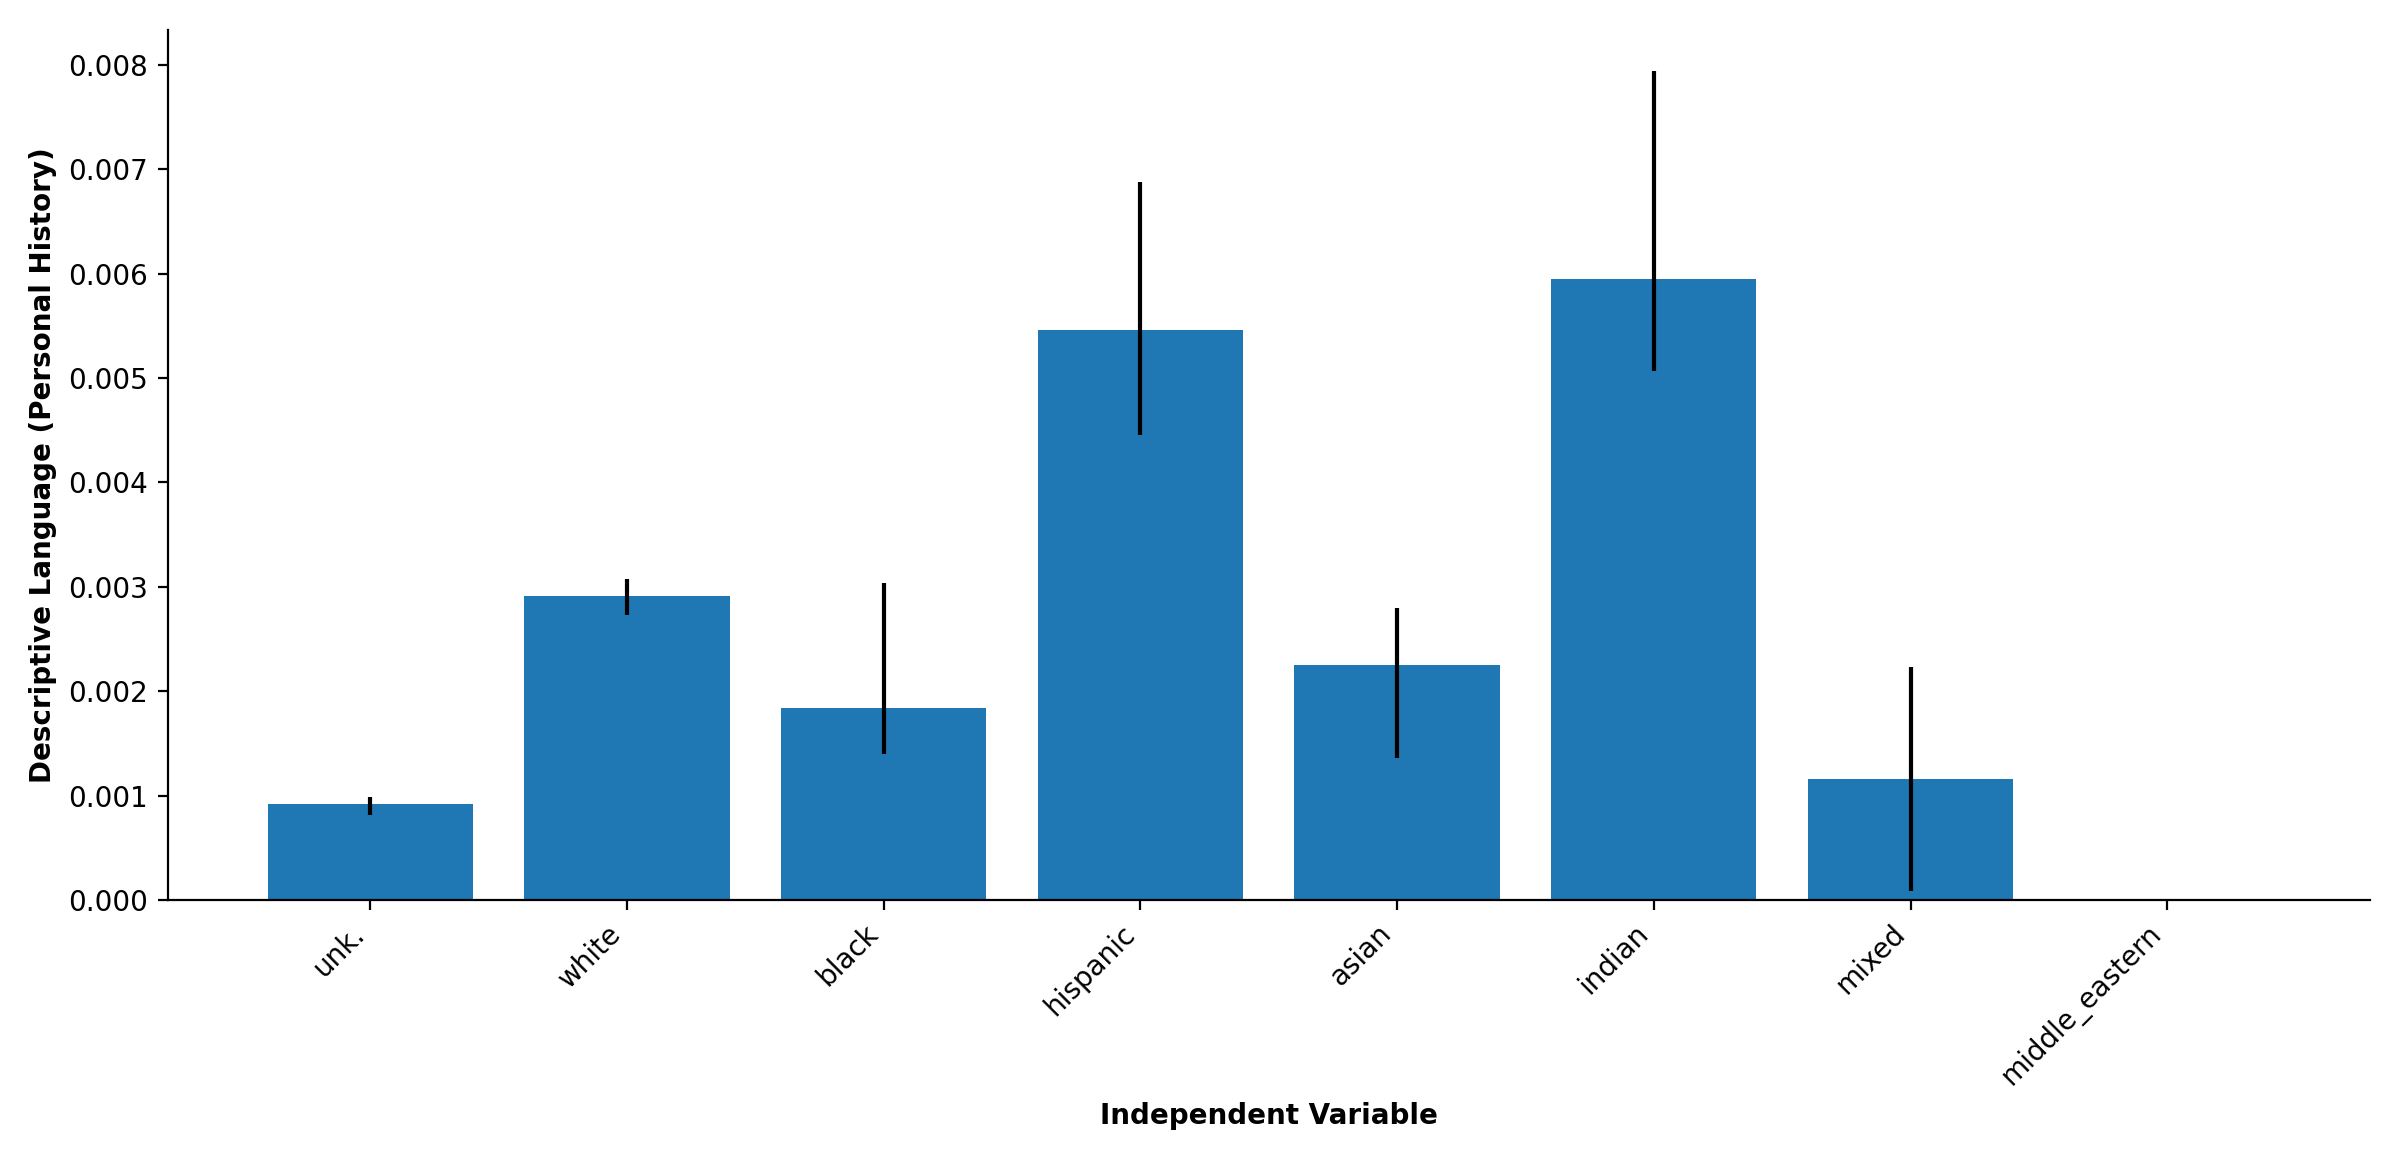 Descriptive Language (Personal History)
0.008
0.007
0.006
0.005
0.004
0.003
0.002
0.001
0.000
unk.
white
black
hispanic
asian
indian
mixed
middle_eastern
Independent Variable